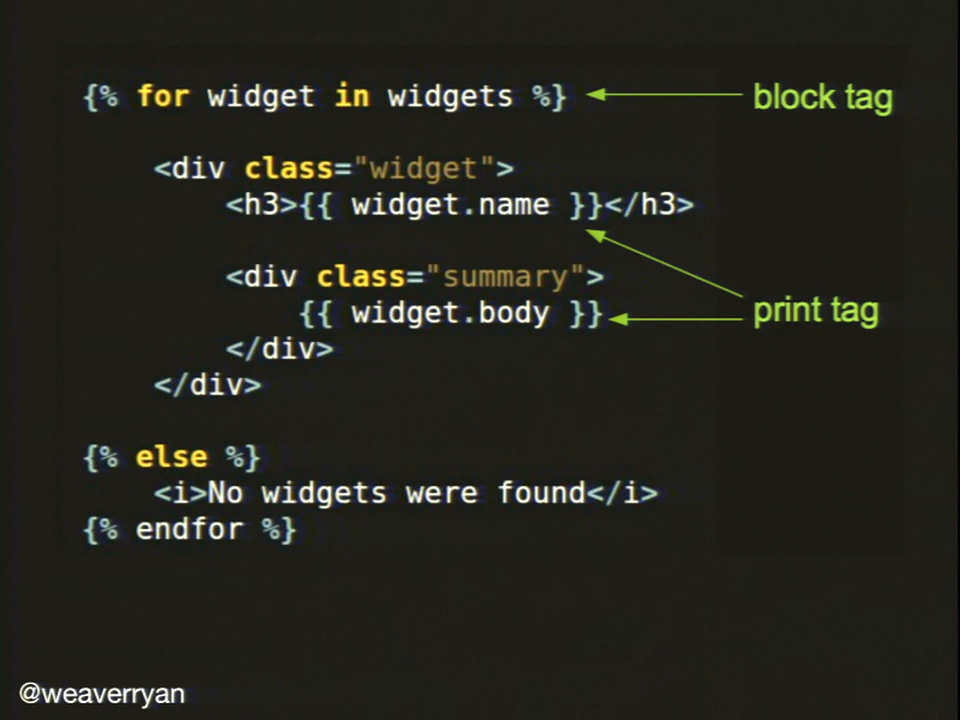 {% for widget in widgets %}
block tag
<div class="widget">
<h3>{{ widget.name }}</h3>
<div class="summary">
{{ widget.body }}
print tag
</div>
</div>
{% else %}
<i>No widgets were found</i>
{% endfor %}
@weaverryan